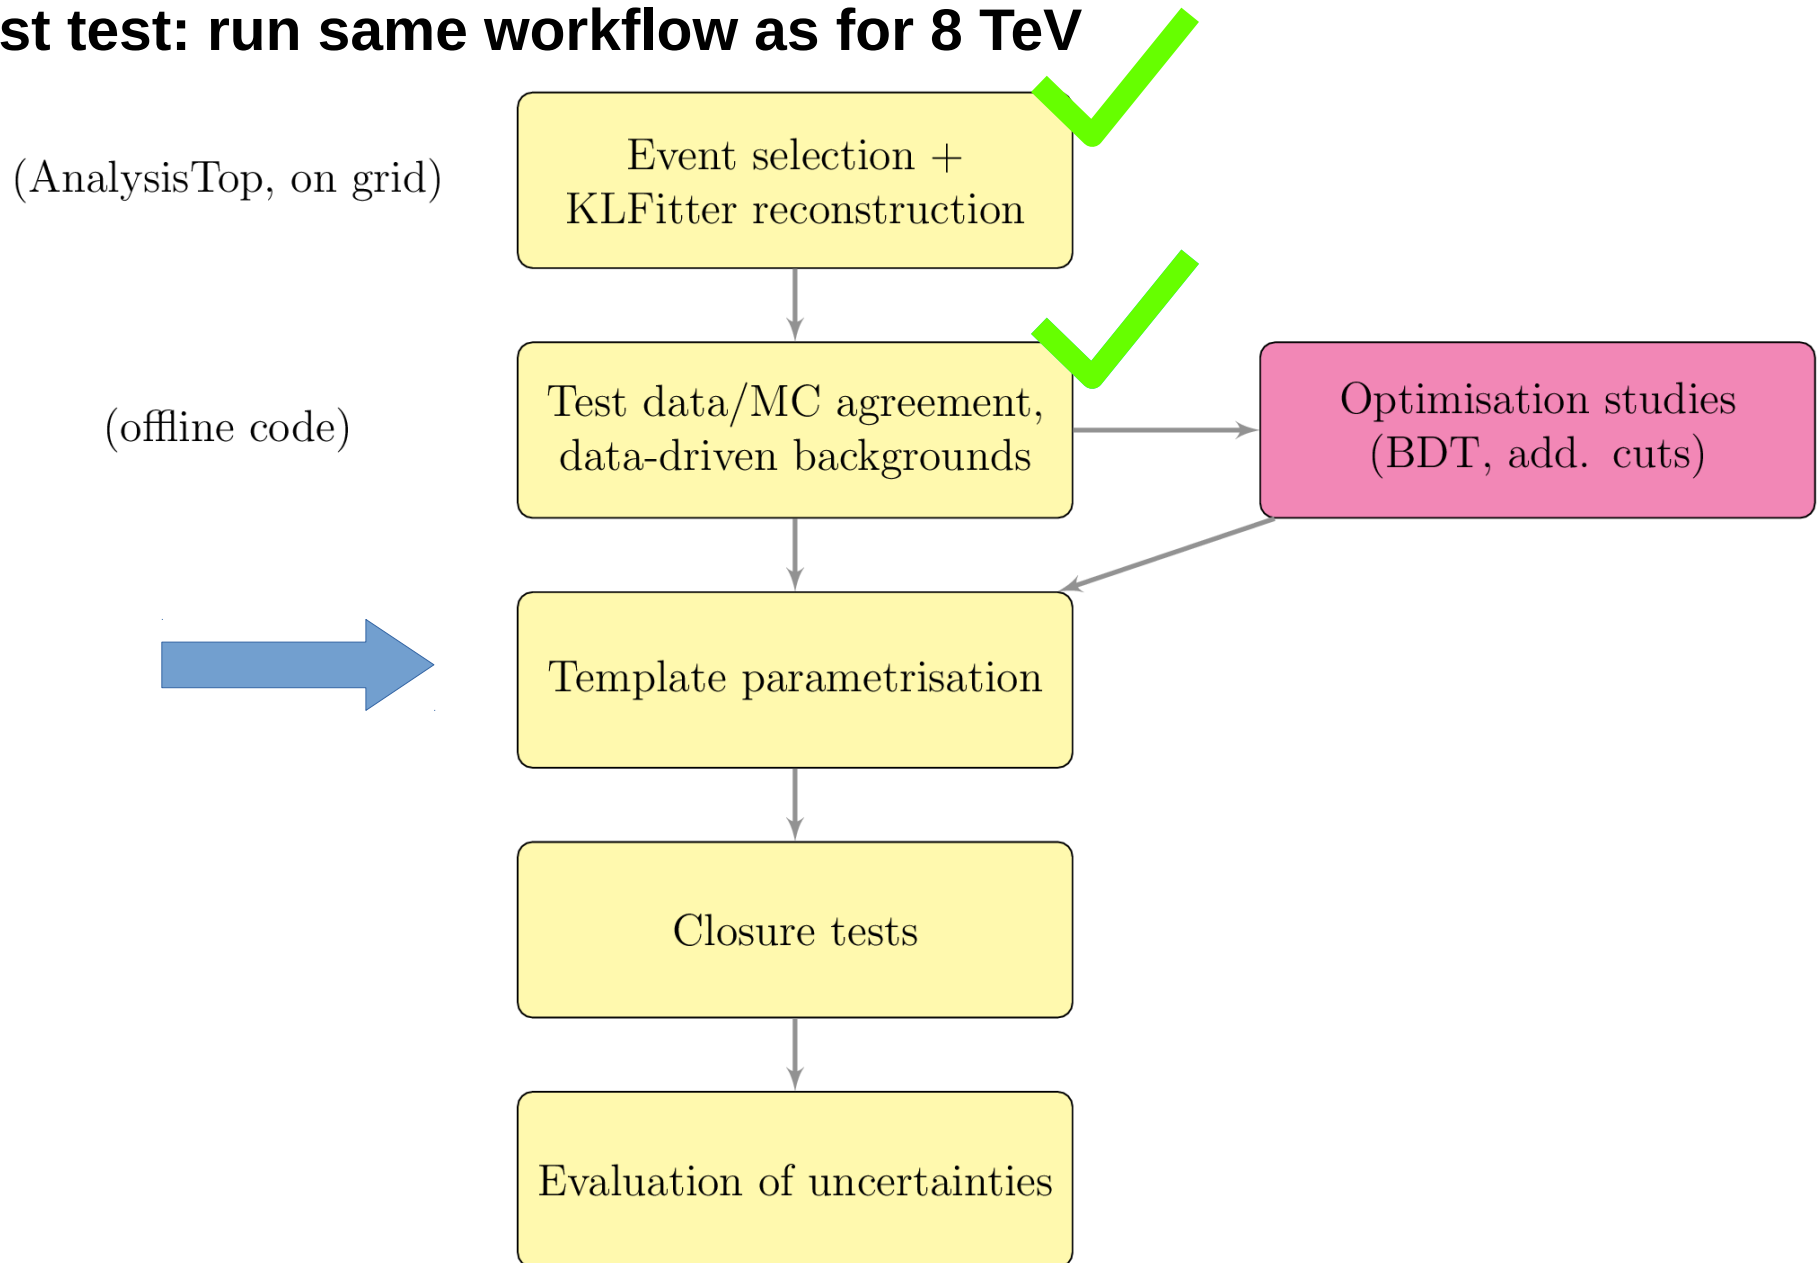 st test: run same workflow as for 8 TeV
(AnalysisTop, on grid)
Event selection +
KLFitter reconstruction
(offline code)
Test data/MC agreement,
data-driven backgrounds
Optimisation studies
(BDT, add. cuts)
Template parametrisation
Closure tests
Evaluation of uncertainties